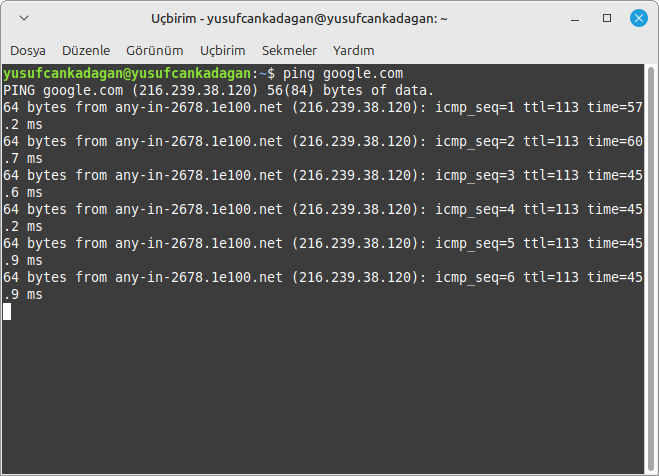 Uçbirim - yusufcankadagan@yusufcankadagan: ~
Dosya Düzenle Görünüm Uçbirim Sekmeler Yardım
yusufcankadagan@yusufcankadagan:~$ ping google.com
PING google.com (216.239.38.120) 56(84) bytes of data.
64 bytes from any-in-2678.1e100.net (216.239.38.120): icmp_seq=1 ttl=113 time=57
.2 ms
64 bytes from any-in-2678.1e100.net (216.239.38.120): icmp_seq=2 ttl=113 time=60
.7 ms
64 bytes from any-in-2678.1e100.net (216.239.38.120): icmp_seq=3 ttl=113 time=45
.6 ms
64 bytes from any-in-2678.1e100.net (216.239.38.120): icmp_seq=4 ttl=113 time=45
.2 ms
64 bytes from any-in-2678.1e100.net (216.239.38.120): icmp_seq=5 ttl=113 time=45
.9 ms
64 bytes from any-in-2678.1e100.net (216.239.38.120): icmp_seq=6 ttl=113 time=45
.9 ms